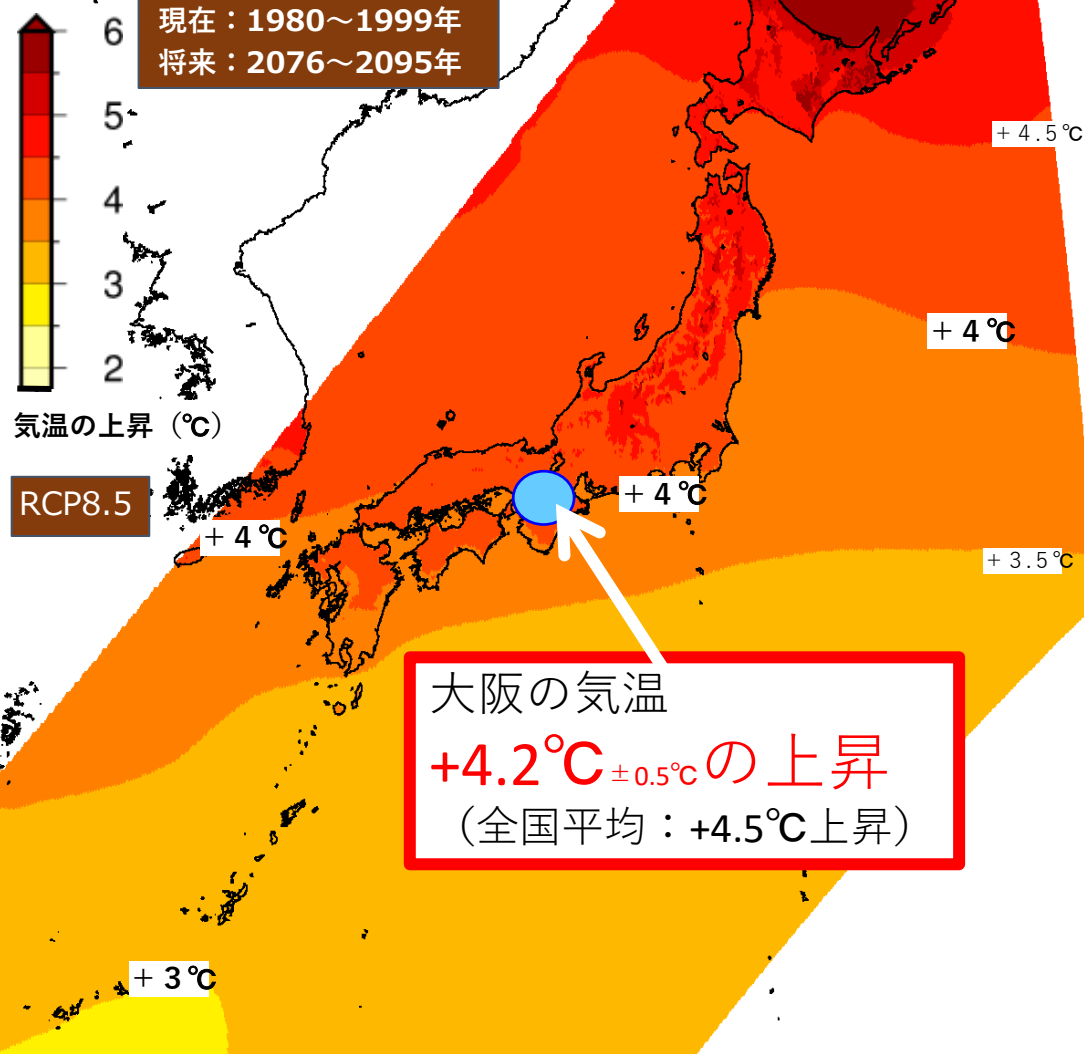 現在：1980～1999年
将来：2076～2095年
6
5
4
3
2
気温の上昇（℃）
RCP8.5
＋4.5℃
＋4℃
＋4℃
＋4℃
＋3.5℃
大阪の気温
+4.2℃±0.5℃の上昇
（全国平均：+4.5℃上昇）
＋3℃